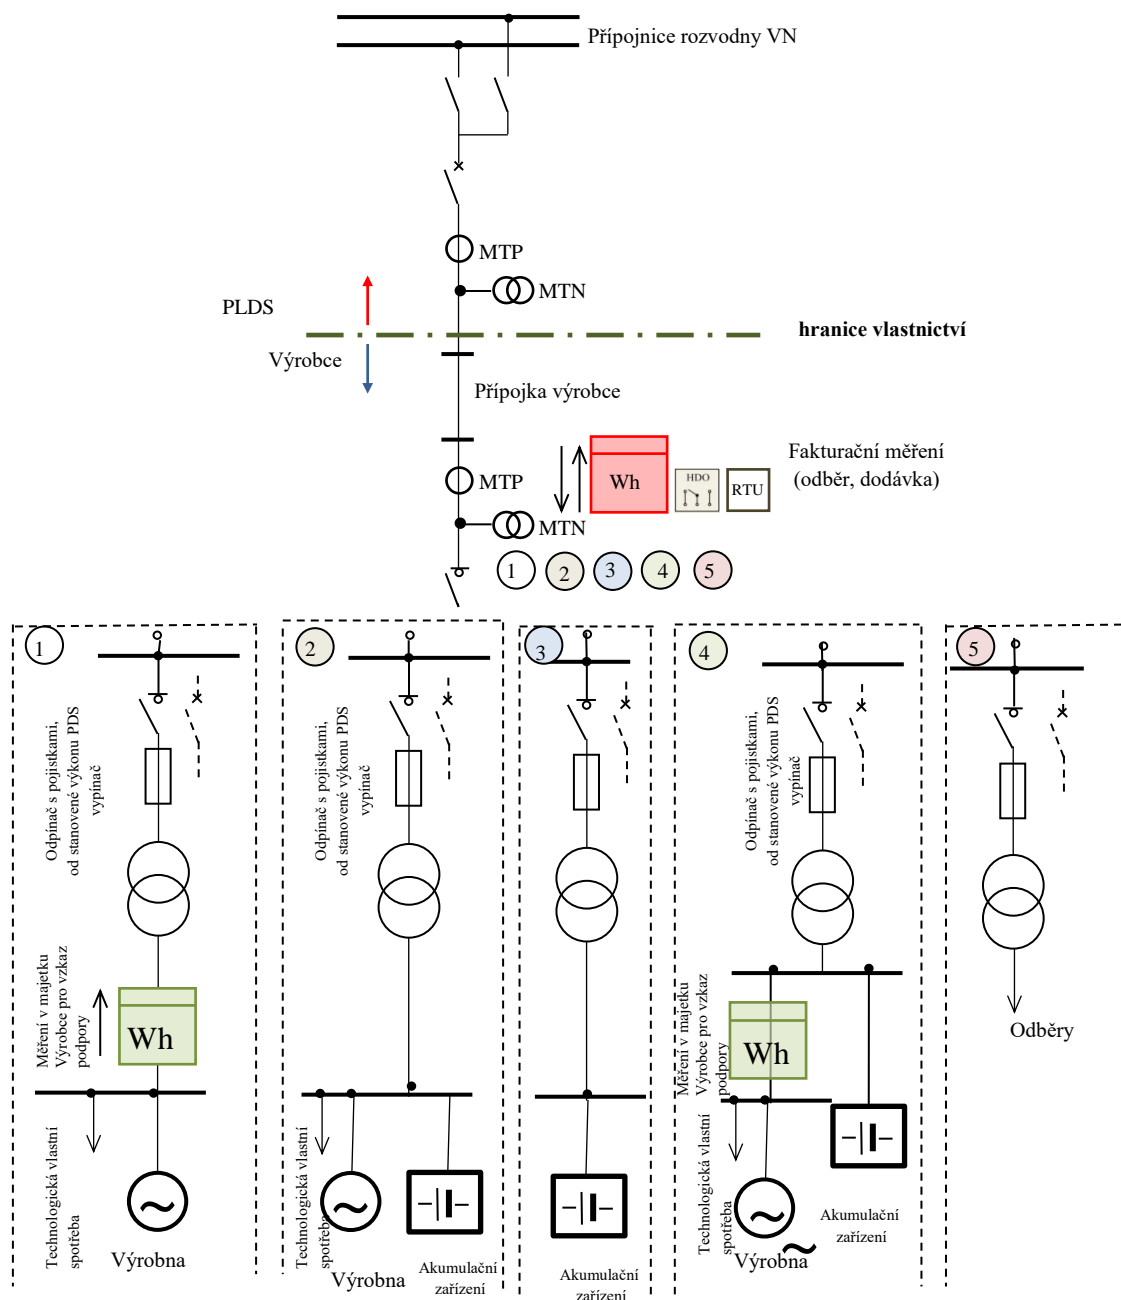 Přípojnice rozvodny VN
MTP
MTN
PLDS
hranice vlastnictví
Výrobce
Přípojka výrobce
Fakturační měření
(odběr, dodávka)
Wh
HDO
RTU
MTP
MTN
1
2
3
4
5
1
Odpínač s pojistkami,
od stanovené výkonu PDS
vypínač
Měření v majetku
Výrobce pro vzkaz
podpory
Wh
Technologická vlastní
spotřeba
Výrobna
2
Odpínač s pojistkami,
od stanovené výkonu PDS
vypínač
Technologická vlastní
spotřeba
Výrobna
Akumulační
zařízení
3
Akumulační
zařízení
4
Odpínač s pojistkami,
od stanovené výkonu PDS
vypínač
Měření v majetku
Výrobce pro vzkaz
podpory
Wh
Technologická vlastní
spotřeba
Výrobna
Akumulační
zařízení
5
Odběry